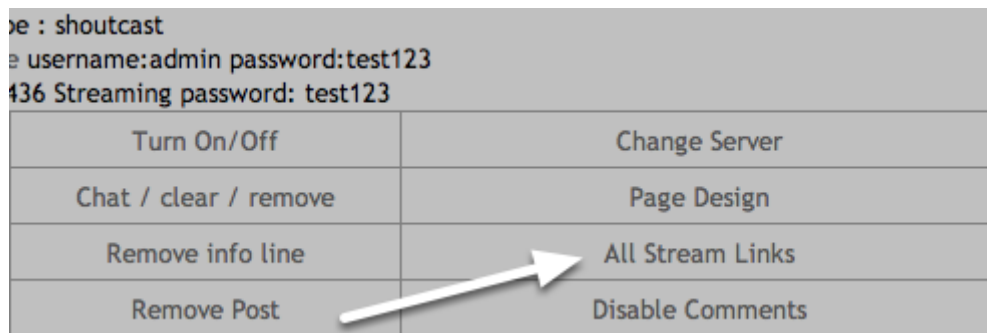 pe : shoutcast
e username:admin password:test123
436 Streaming password: test123
Turn On/Off Change Server
Chat / clear / remove Page Design
Remove info line All Stream Links
Remove Post Disable Comments